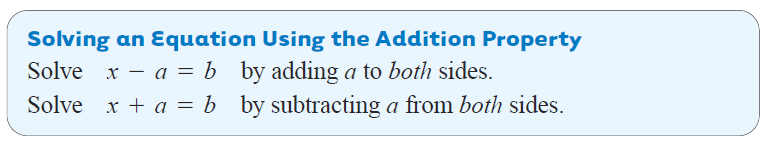 Solving an Equation Using the Addition Property
Solve x − a = b by adding a to both sides.
Solve x + a = b by subtracting a from both sides.